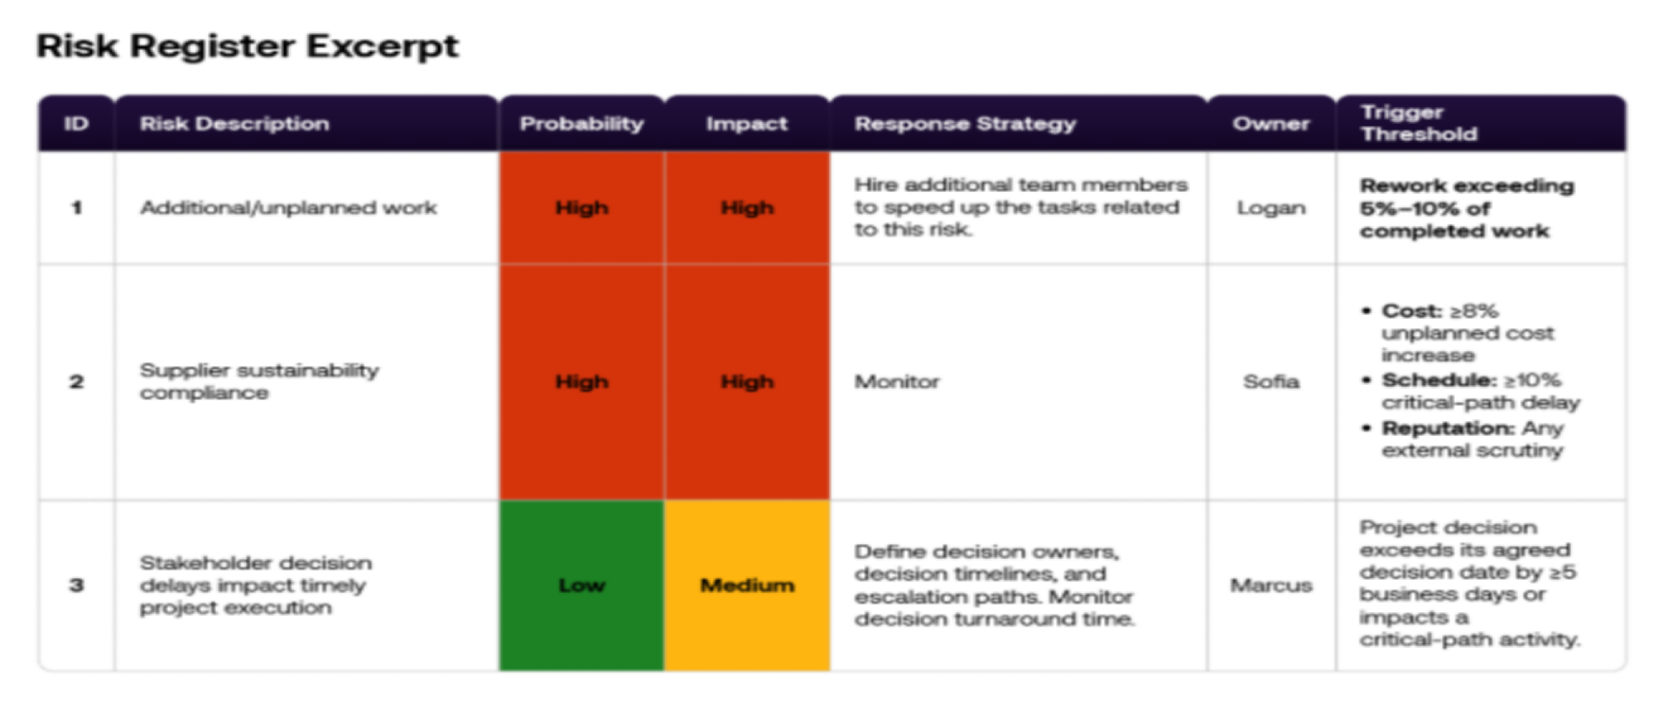 Risk Register Excerpt
ID
Risk Description
Probability
Impact
Response Strategy
Owner
Trigger
Threshold
1
Additional/unplanned work
High
High
Hire additional team members
to speed up the tasks related
to this risk.
Logan
Rework exceeding
5%–10% of
completed work
2
Supplier sustainability
compliance
High
High
Monitor
Sofia
• Cost: ≥8%
unplanned cost
increase
• Schedule: ≥10%
critical-path delay
• Reputation: Any
external scrutiny
3
Stakeholder decision
delays impact timely
project execution
Low
Medium
Define decision owners,
decision timelines, and
escalation paths. Monitor
decision turnaround time.
Marcus
Project decision
exceeds its agreed
decision date by ≥5
business days or
impacts a
critical-path activity.